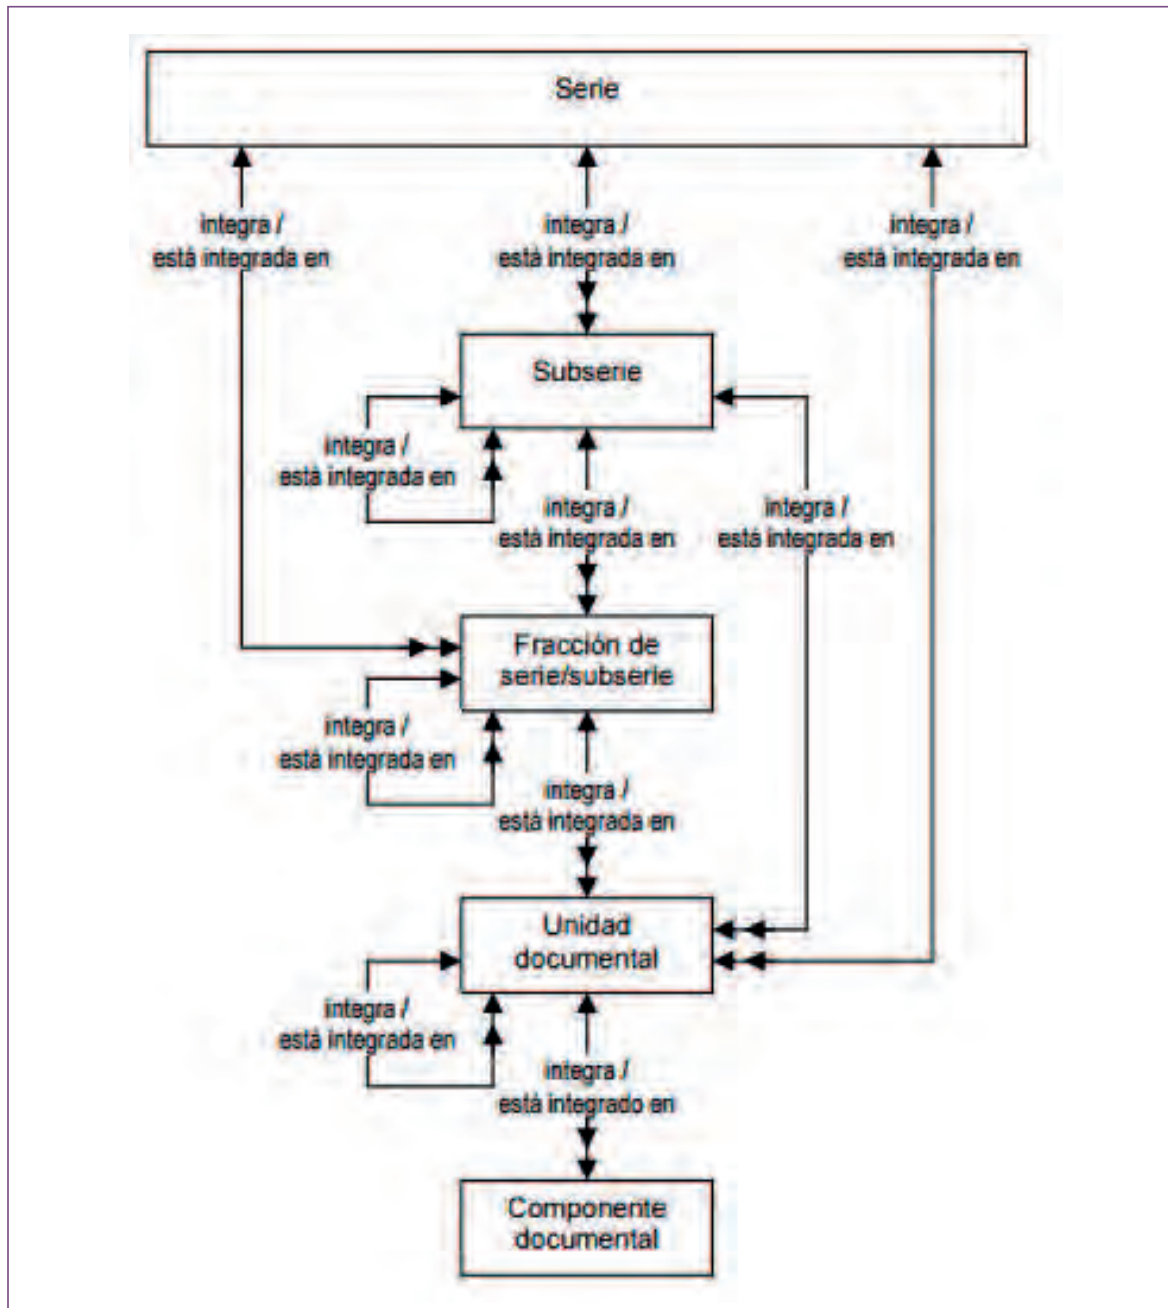 Serie
integra /
está integrada en
integra /
está integrada en
integra /
está integrada en
Subserie
integra /
está integrada en
integra /
está integrada en
integra /
está integrada en
Fracción de
serie/subserie
integra /
está integrada en
integra /
está integrada en
Unidad
documental
integra /
está integrada en
integra /
está integrado en
Componente
documental